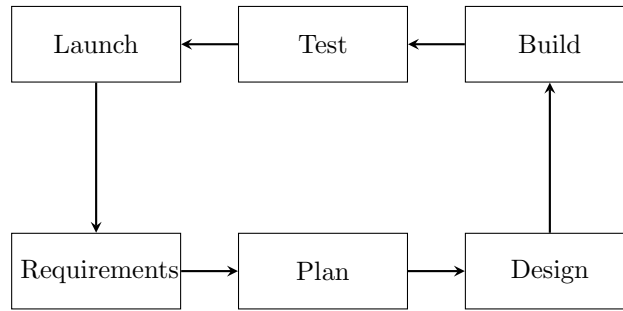 Launch
Test
Build
Requirements
Plan
Design